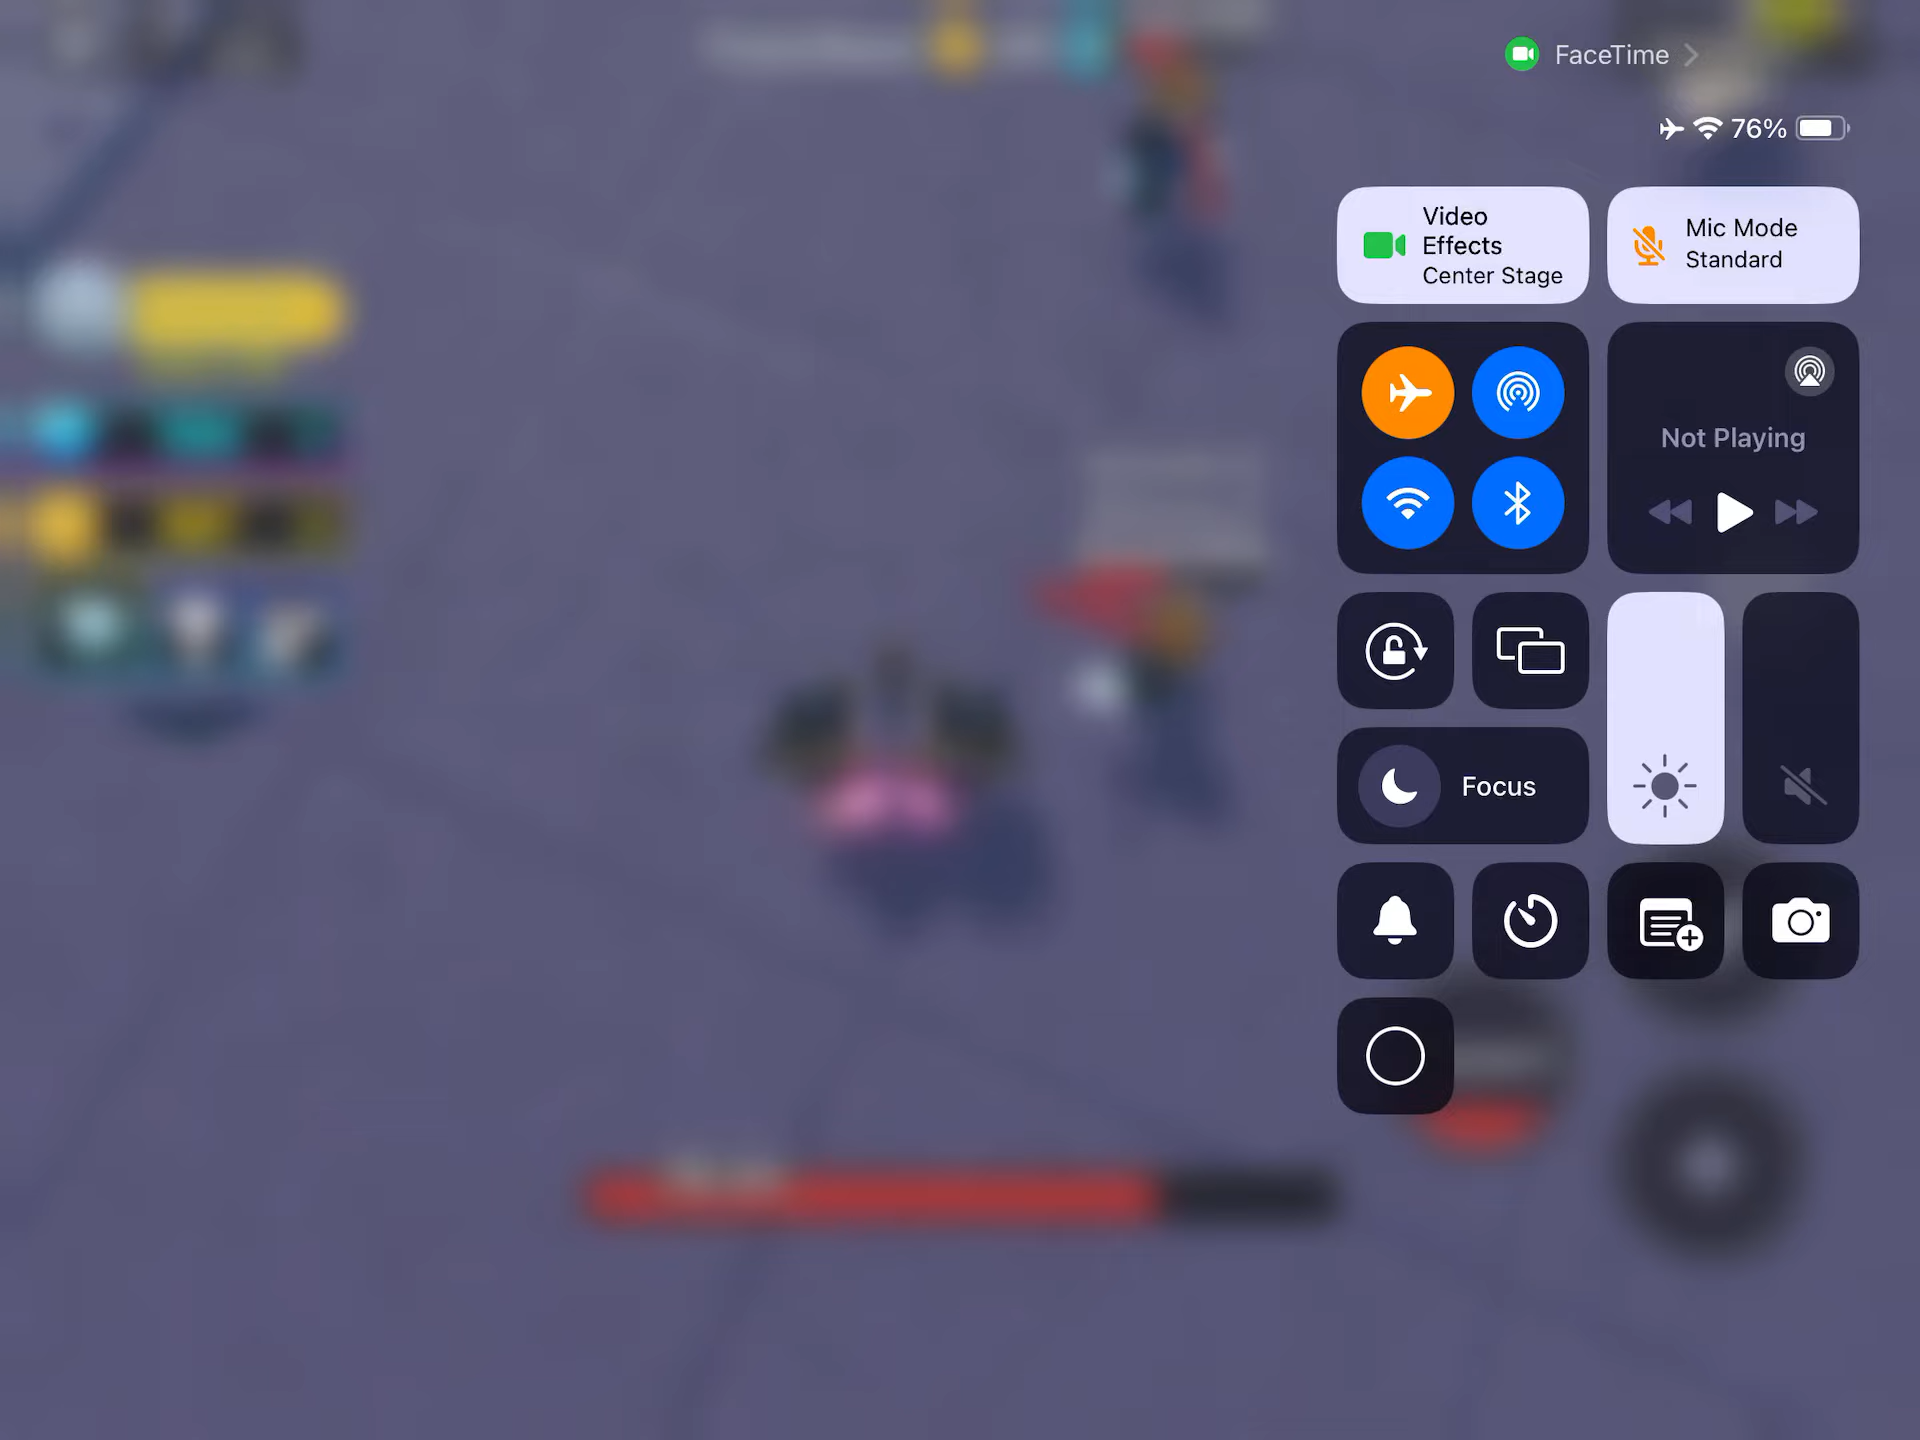 FaceTime
76%
Video
Effects
Center Stage
Mic Mode
Standard
Not Playing
Focus